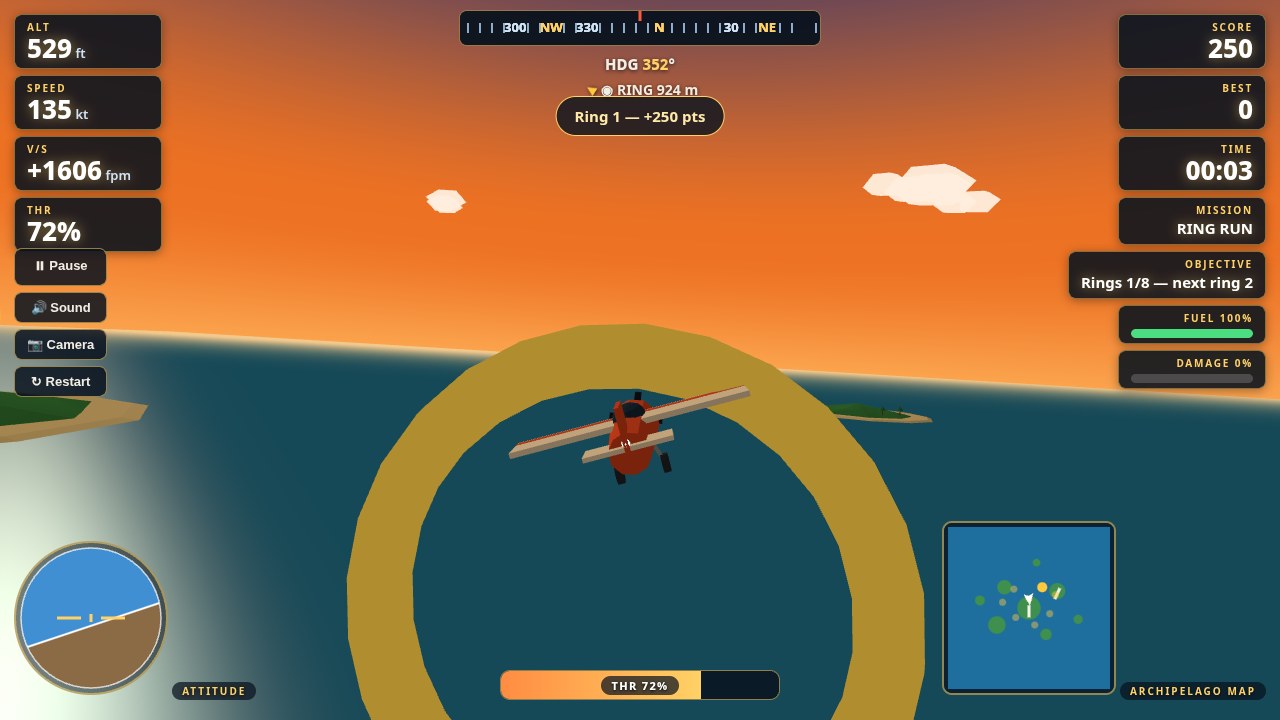 ALT
529 ft
SPEED
135 kt
V/S
+1606 fpm
THR
72%
⏸ Pause
🔊 Sound
📷 Camera
↻ Restart
300 NW 330 N 30 NE
HDG 352°
▼ ◉ RING 924 m
Ring 1 — +250 pts
SCORE
250
BEST
0
TIME
00:03
MISSION
RING RUN
OBJECTIVE
Rings 1/8 — next ring 2
FUEL 100%
DAMAGE 0%
ATTITUDE
THR 72%
ARCHIPELAGO MAP